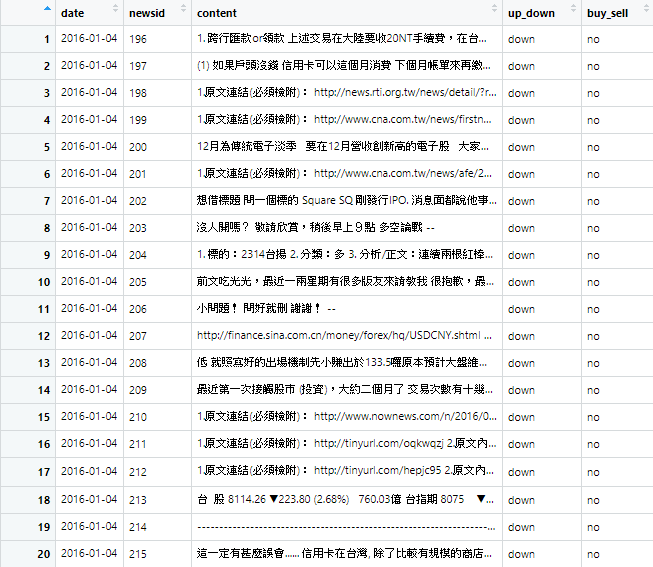 date newsid content up_down buy_sell
1 2016-01-04 196 1. 跨行匯款or領款 上述交易在大陸要收20NT手續費，在台... down no
2 2016-01-04 197 (1) 如果戶頭沒錢 信用卡可以這個月消費 下個月帳單來再繳... down no
3 2016-01-04 198 1.原文連結(必須檢附)： http://news.rti.org.tw/news/detail/?r... down no
4 2016-01-04 199 1.原文連結(必須檢附)： http://www.cna.com.tw/news/firstn... down no
5 2016-01-04 200 12月為傳統電子淡季 要在12月營收創新高的電子股 大家... down no
6 2016-01-04 201 1.原文連結(必須檢附)： http://www.cna.com.tw/news/afe/2... down no
7 2016-01-04 202 想借標題 問一個標的 Square SQ 剛發行IPO. 消息面都說他事... down no
8 2016-01-04 203 沒人開嗎？ 敬請欣賞，稍後早上９點 多空論戰 -- down no
9 2016-01-04 204 1. 標的：2314台揚 2. 分類：多 3. 分析/正文：連續兩根紅棒... down no
10 2016-01-04 205 前文吃光光，最近一兩星期有很多版友來請教我 很抱歉，最... down no
11 2016-01-04 206 小問題！ 問好就刪 謝謝！ -- down no
12 2016-01-04 207 http://finance.sina.com.cn/money/forex/hq/USDCNY.shtml ... down no
13 2016-01-04 208 低 就照寫好的出場機制先小賺出於133.5囉原本預計大盤維... down no
14 2016-01-04 209 最近第一次接觸股市 (投資)，大約二個月了 交易次數有十幾... down no
15 2016-01-04 210 1.原文連結(必須檢附)： http://www.nownews.com/n/2016/0... down no
16 2016-01-04 211 1.原文連結(必須檢附)： http://tinyurl.com/oqkwqzj 2.原文內... down no
17 2016-01-04 212 1.原文連結(必須檢附)： http://tinyurl.com/hepjc95 2.原文內... down no
18 2016-01-04 213 台 股 8114.26 ▼223.80 (2.68%) 760.03億 台指期 8075 ▼... down no
19 2016-01-04 214 ----------------------------------------------------------------------... down no
20 2016-01-04 215 這一定有甚麼誤會...... 信用卡在台灣, 除了比較有規模的商店... down no